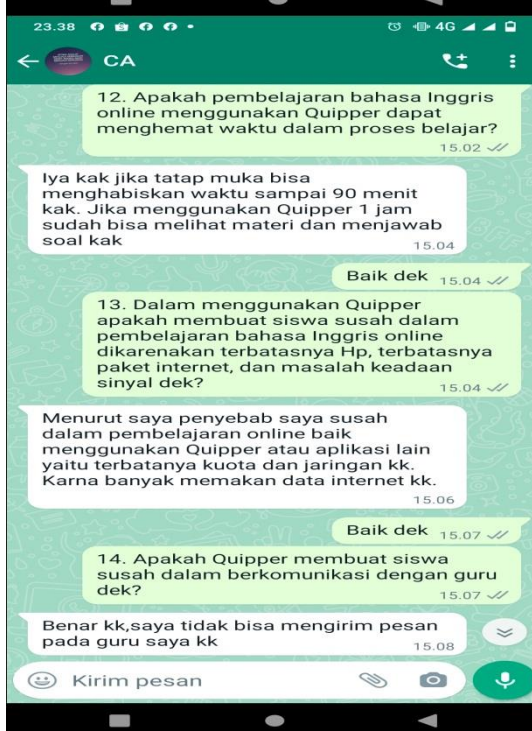 23.38 4G
CA
12. Apakah pembelajaran bahasa Inggris
online menggunakan Quipper dapat
menghemat waktu dalam proses belajar?
15.02
Iya kak jika tatap muka bisa
menghabiskan waktu sampai 90 menit
kak. Jika menggunakan Quipper 1 jam
sudah bisa melihat materi dan menjawab
soal kak
15.04
Baik dek 15.04
13. Dalam menggunakan Quipper
apakah membuat siswa susah dalam
pembelajaran bahasa Inggris online
dikarenakan terbatasnya Hp, terbatasnya
paket internet, dan masalah keadaan
sinyal dek?
15.04
Menurut saya penyebab saya susah
dalam pembelajaran online baik
menggunakan Quipper atau aplikasi lain
yaitu terbatanya kuota dan jaringan kk.
Karna banyak memakan data internet kk.
15.06
Baik dek 15.07
14. Apakah Quipper membuat siswa
susah dalam berkomunikasi dengan guru
dek?
15.07
Benar kk,saya tidak bisa mengirim pesan
pada guru saya kk
15.08
Kirim pesan